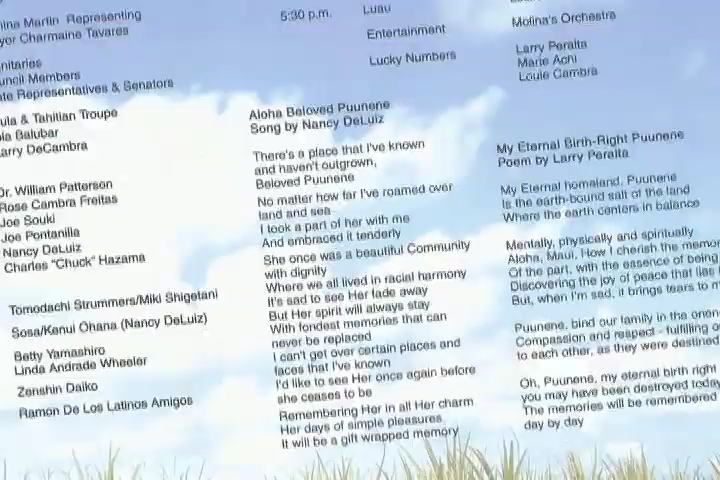 Marlin Representing
Charmaine Tavares
Council Members
Representatives & Senators
& Tahitian Troupe
Balubar
Larry DeCambra
Dr. William Patterson
Rose Cambra Freitas
Joe Souki
Joe Pontanilla
Nancy DeLuiz
Charles "Chuck" Hazama
Tomodachi Strummers/Miki Shigetani
Sosa/Kenui Ohana (Nancy DeLuiz)
Betty Yamashiro
Linda Andrade Wheeler
Zenshin Daiko
Ramon De Los Latinos Amigos
5:30 p.m.
Luau
Entertainment
Lucky Numbers
Molina's Orchestra
Larry Peralta
Marie Achi
Louie Cambra
Aloha Beloved Puunene
Song by Nancy DeLuiz
There's a place that I've known
and haven't outgrown,
Beloved Puunene
No matter how far I've roamed over
land and sea
I took a part of her with me
And embraced it tenderly
She once was a beautiful Community
with dignity
Where we all lived in racial harmony
It's sad to see Her fade away
But Her spirit will always stay
With fondest memories that can
never be replaced
I can't get over certain places and
faces that I've known
I'd like to see Her once again before
she ceases to be
Remembering Her in all Her charm
Her days of simple pleasures
It will be a gift wrapped memory
My Eternal Birth-Right Puunene
Poem by Larry Peralta
My Eternal homeland, Puunene
Is the earth-bound salt of the land
Where the earth centers in balance
Mentally, physically and spiritually
Aloha, Maui. How I cherish the
Of the part, with the essence of being
Discovering the joy of peace that lies
But, when I'm sad, it brings tears to
Puunene, bind our family in the
Compassion and respect - fulfilling
to each other, as they were destined
Oh, Puunene, my eternal birth right
you may have been destroyed today
The memories will be remembered
day by day